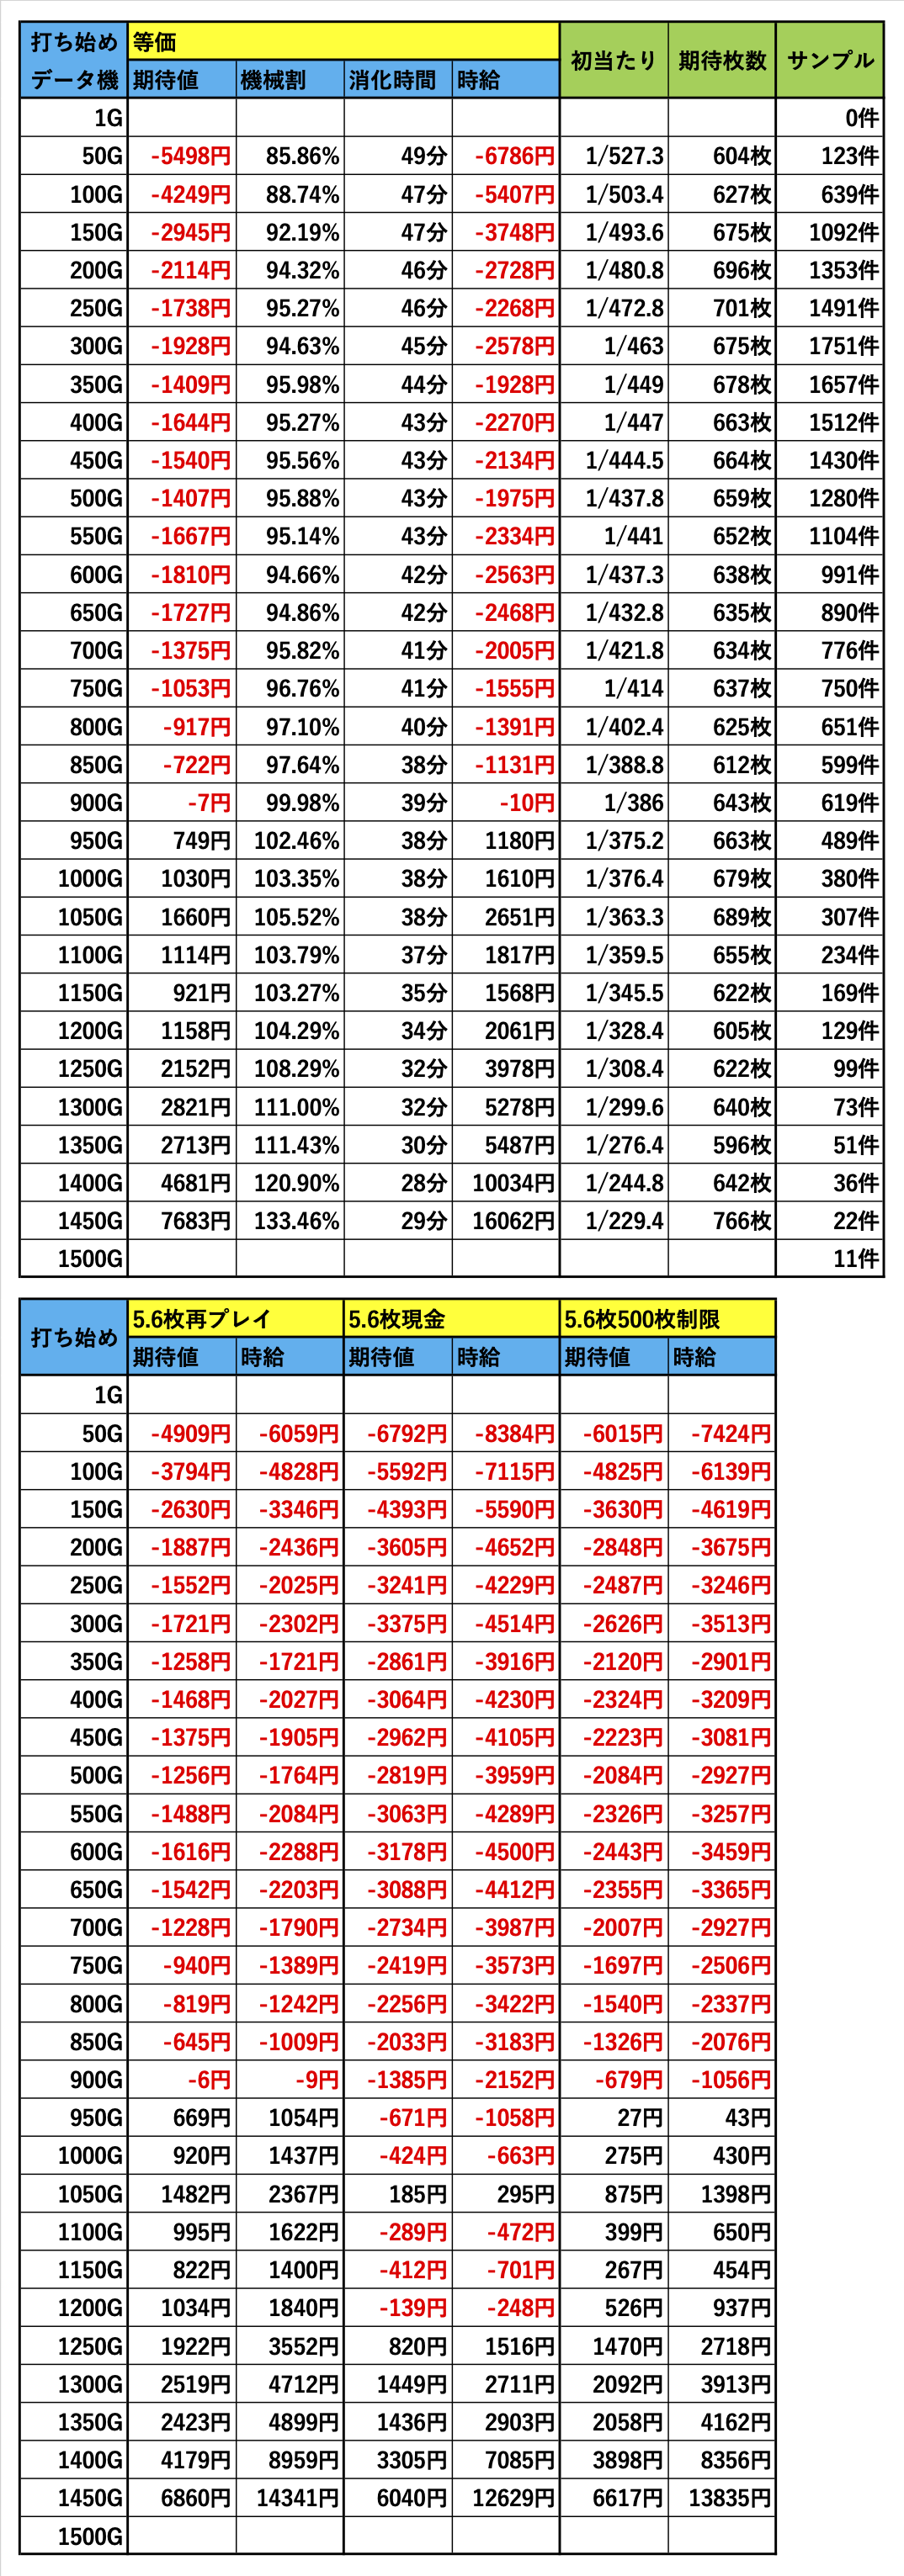 打ち始め 等価 初当たり 期待枚数 サンプル
データ機 期待値 機械割 消化時間 時給
1G 0件
50G -5498円 85.86% 49分 -6786円 1/527.3 604枚 123件
100G -4249円 88.74% 47分 -5407円 1/503.4 627枚 639件
150G -2945円 92.19% 47分 -3748円 1/493.6 675枚 1092件
200G -2114円 94.32% 46分 -2728円 1/480.8 696枚 1353件
250G -1738円 95.27% 46分 -2268円 1/472.8 701枚 1491件
300G -1928円 94.63% 45分 -2578円 1/463 675枚 1751件
350G -1409円 95.98% 44分 -1928円 1/449 678枚 1657件
400G -1644円 95.27% 43分 -2270円 1/447 663枚 1512件
450G -1540円 95.56% 43分 -2134円 1/444.5 664枚 1430件
500G -1407円 95.88% 43分 -1975円 1/437.8 659枚 1280件
550G -1667円 95.14% 43分 -2334円 1/441 652枚 1104件
600G -1810円 94.66% 42分 -2563円 1/437.3 638枚 991件
650G -1727円 94.86% 42分 -2468円 1/432.8 635枚 890件
700G -1375円 95.82% 41分 -2005円 1/421.8 634枚 776件
750G -1053円 96.76% 41分 -1555円 1/414 637枚 750件
800G -917円 97.10% 40分 -1391円 1/402.4 625枚 651件
850G -722円 97.64% 38分 -1131円 1/388.8 612枚 599件
900G -7円 99.98% 39分 -10円 1/386 643枚 619件
950G 749円 102.46% 38分 1180円 1/375.2 663枚 489件
1000G 1030円 103.35% 38分 1610円 1/376.4 679枚 380件
1050G 1660円 105.52% 38分 2651円 1/363.3 689枚 307件
1100G 1114円 103.79% 37分 1817円 1/359.5 655枚 234件
1150G 921円 103.27% 35分 1568円 1/345.5 622枚 169件
1200G 1158円 104.29% 34分 2061円 1/328.4 605枚 129件
1250G 2152円 108.29% 32分 3978円 1/308.4 622枚 99件
1300G 2821円 111.00% 32分 5278円 1/299.6 640枚 73件
1350G 2713円 111.43% 30分 5487円 1/276.4 596枚 51件
1400G 4681円 120.90% 28分 10034円 1/244.8 642枚 36件
1450G 7683円 133.46% 29分 16062円 1/229.4 766枚 22件
1500G 11件
打ち始め 5.6枚再プレイ 5.6枚現金 5.6枚500枚制限
期待値 時給 期待値 時給 期待値 時給
1G
50G -4909円 -6059円 -6792円 -8384円 -6015円 -7424円
100G -3794円 -4828円 -5592円 -7115円 -4825円 -6139円
150G -2630円 -3346円 -4393円 -5590円 -3630円 -4619円
200G -1887円 -2436円 -3605円 -4652円 -2848円 -3675円
250G -1552円 -2025円 -3241円 -4229円 -2487円 -3246円
300G -1721円 -2302円 -3375円 -4514円 -2626円 -3513円
350G -1258円 -1721円 -2861円 -3916円 -2120円 -2901円
400G -1468円 -2027円 -3064円 -4230円 -2324円 -3209円
450G -1375円 -1905円 -2962円 -4105円 -2223円 -3081円
500G -1256円 -1764円 -2819円 -3959円 -2084円 -2927円
550G -1488円 -2084円 -3063円 -4289円 -2326円 -3257円
600G -1616円 -2288円 -3178円 -4500円 -2443円 -3459円
650G -1542円 -2203円 -3088円 -4412円 -2355円 -3365円
700G -1228円 -1790円 -2734円 -3987円 -2007円 -2927円
750G -940円 -1389円 -2419円 -3573円 -1697円 -2506円
800G -819円 -1242円 -2256円 -3422円 -1540円 -2337円
850G -645円 -1009円 -2033円 -3183円 -1326円 -2076円
900G -6円 -9円 -1385円 -2152円 -679円 -1056円
950G 669円 1054円 -671円 -1058円 27円 43円
1000G 920円 1437円 -424円 -663円 275円 430円
1050G 1482円 2367円 185円 295円 875円 1398円
1100G 995円 1622円 -289円 -472円 399円 650円
1150G 822円 1400円 -412円 -701円 267円 454円
1200G 1034円 1840円 -139円 -248円 526円 937円
1250G 1922円 3552円 820円 1516円 1470円 2718円
1300G 2519円 4712円 1449円 2711円 2092円 3913円
1350G 2423円 4899円 1436円 2903円 2058円 4162円
1400G 4179円 8959円 3305円 7085円 3898円 8356円
1450G 6860円 14341円 6040円 12629円 6617円 13835円
1500G